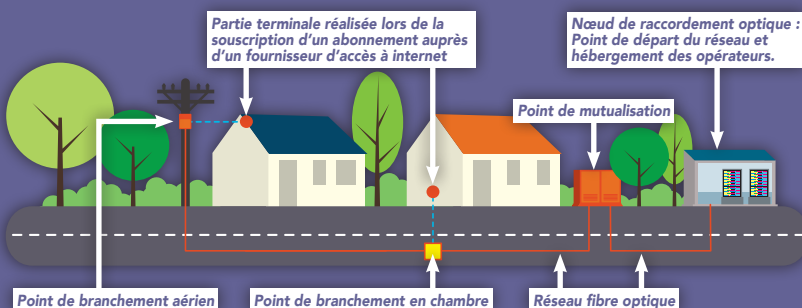 Partie terminale réalisée lors de la
souscription d'un abonnement auprès
d'un fournisseur d'accès à internet
Nœud de raccordement optique :
Point de départ du réseau et
hébergement des opérateurs.
Point de mutualisation
Point de branchement aérien
Point de branchement en chambre
Réseau fibre optique